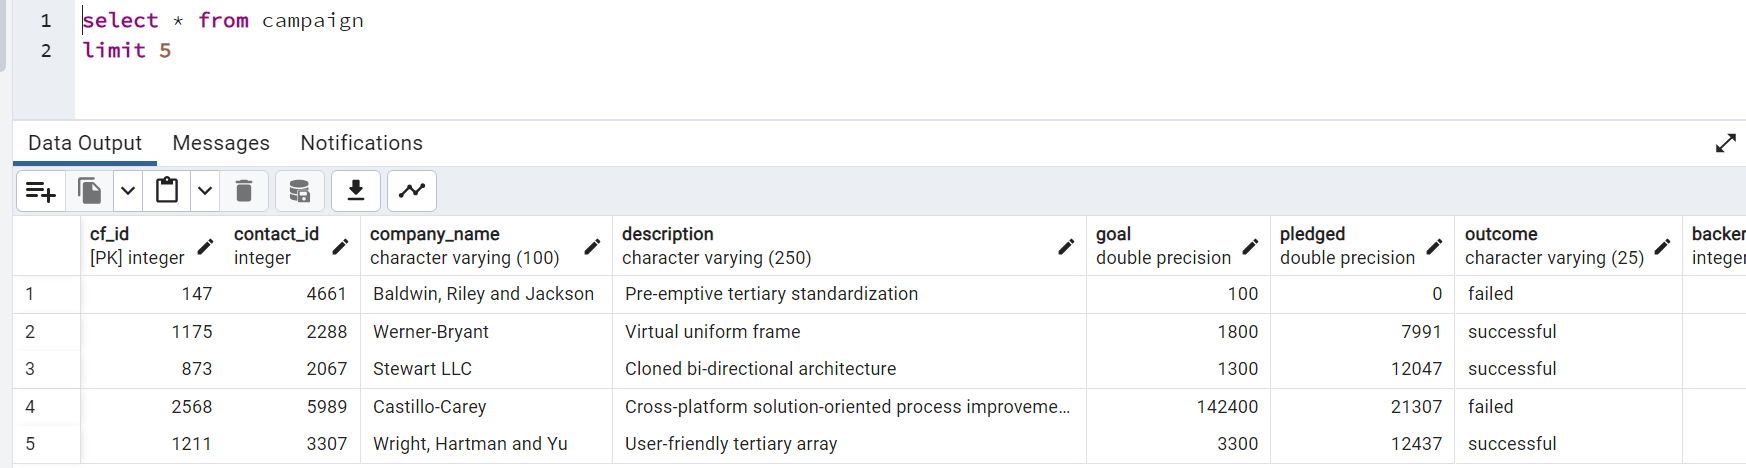 1 select * from campaign
2 limit 5
Data Output Messages Notifications
cf_id contact_id company_name description goal pledged outcome backer
[PK] integer integer character varying (100) character varying (250) double precision double precision character varying (25) integer
1 147 4661 Baldwin, Riley and Jackson Pre-emptive tertiary standardization 100 0 failed
2 1175 2288 Werner-Bryant Virtual uniform frame 1800 7991 successful
3 873 2067 Stewart LLC Cloned bi-directional architecture 1300 12047 successful
4 2568 5989 Castillo-Carey Cross-platform solution-oriented process improveme... 142400 21307 failed
5 1211 3307 Wright, Hartman and Yu User-friendly tertiary array 3300 12437 successful